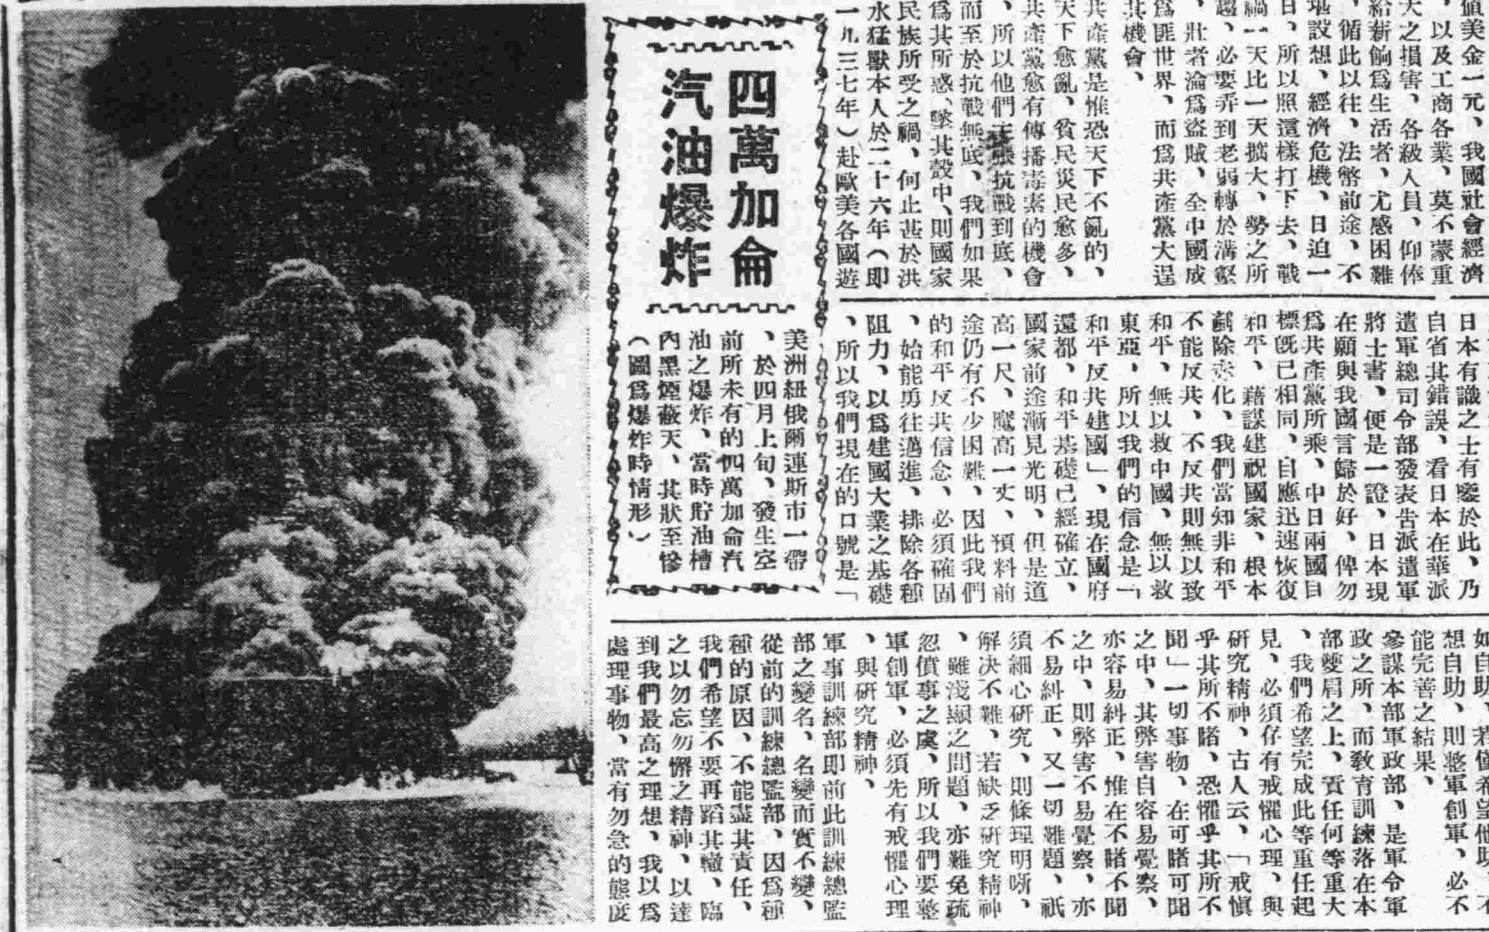 值美金一元、我國社會經濟
、以及工商各業、莫不蒙重
大之損害、各級人員、仰俸
給薪餉爲生活者、尤感困難
、循此以往、法幣前途、不
堪設想、經濟危機、日迫一
日、所以照這樣打下去、戰
禍一天比一天擴大、勢之所
趨、必要弄到老弱轉於溝壑
、壯者淪爲盜賊、全中國成
爲匪世界、而爲共產黨大逞
其機會、
共產黨是惟恐天下不亂的、
天下愈亂、貧民災民愈多、
共產黨愈有傳播毒素的機會
、所以他們主張抗戰到底、
而至於抗戰無底、我們如果
爲其所惑、墜其彀中、則國家
民族所受之禍、何止甚於洪
水猛獸本人於二十六年（即
一九三七年）赴歐美各國遊
日本有識之士有鑒於此、乃
自省其錯誤、看日本在華派
遣軍總司令部發表告派遣軍
將士書、便是一證、日本現
在願與我國言歸於好、俾勿
爲共產黨所乘、中日兩國目
標旣已相同、自應迅速恢復
和平、藉謀建設國家、根本
剷除赤化、我們當知非和平
不能反共、不反共則無以致
和平、無以救中國、無以救
東亞、所以我們的信念是「
和平反共建國」、現在國府
還都、和平基礎已經確立、
國家前途漸見光明、但是道
高一尺、魔高一丈、預料前
途仍有不少困難、因此我們
的和平反共信念、必須確固
、始能勇往邁進、排除各種
阻力、以爲建國大業之基礎
、所以我們現在的口號是「
四萬加侖
汽油爆炸
美洲紐俄爾連斯市一帶
、於四月上旬、發生空
前所未有的四萬加侖汽
油之爆炸、當時貯油槽
內黑煙蔽天、其狀至慘
（圖爲爆炸時情形）
如自助、若僅希望他助、不
想自助、則整軍創軍、必不
能完善之結果、
參謀本部軍政部、是軍令軍
政之所、而敎育訓練落在本
部雙肩之上、責任何等重大
、我們希望完成此等重任起
見、必須存有戒懼心理、與
研究精神、古人云、「戒愼
乎其所不睹、恐懼乎其所不
聞」一切事物、在可睹可聞
之中、其弊害自容易覺察、
亦容易糾正、惟在不睹不聞
之中、則弊害不易覺察、亦
不易糾正、又一切難題、祇
須細心研究、則條理明晰、
解決不難、若缺乏研究精神
、雖淺顯之問題、亦難免疏
忽僨事之虞、所以我們要整
軍創軍、必須先有戒懼心理
、與研究精神、
軍事訓練部卽前此訓練總監
部之變名、名變而實不變、
從前的訓練總監部、因爲種
種的原因、不能盡其責任、
我們希望不要再蹈其轍、臨
之以勿忘勿懈之精神、以達
到我們最高之理想、我以爲
處理事物、當有勿急的態度